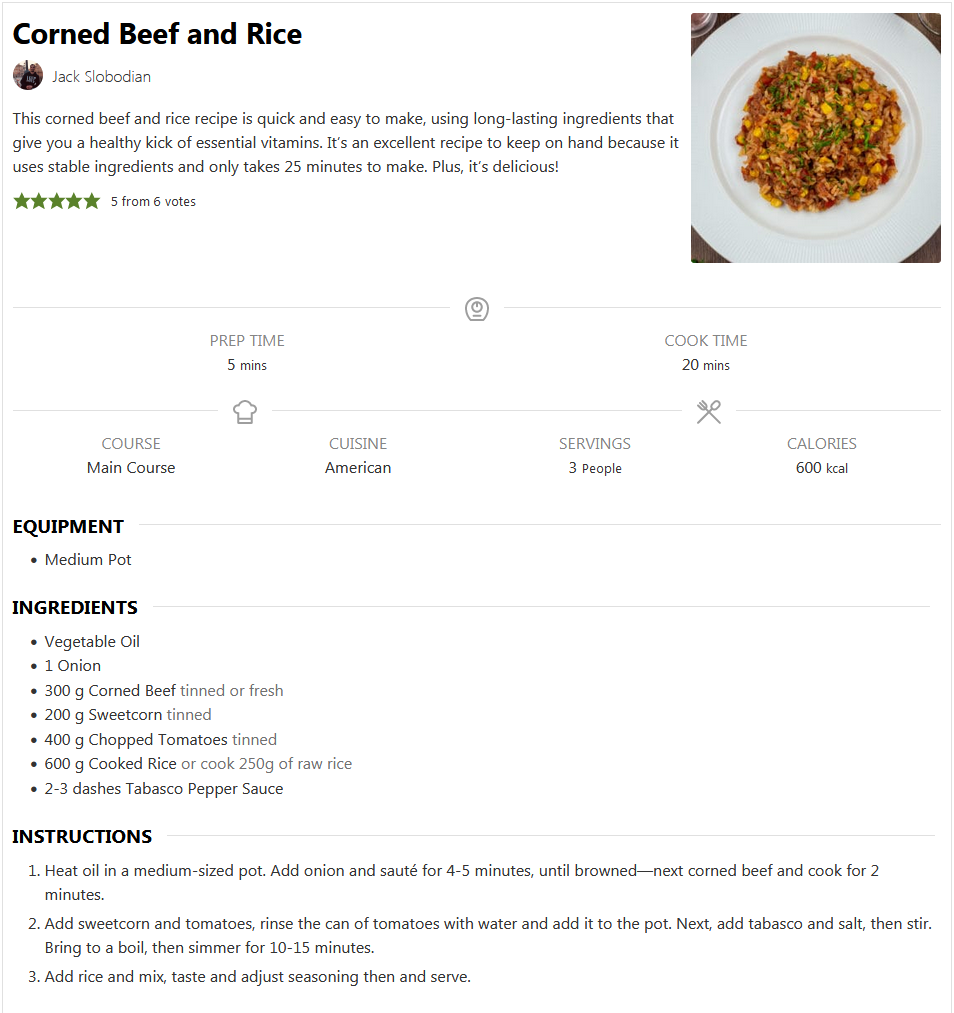 Corned Beef and Rice
Jack Slobodian
This corned beef and rice recipe is quick and easy to make, using long-lasting ingredients that
give you a healthy kick of essential vitamins. It’s an excellent recipe to keep on hand because it
uses stable ingredients and only takes 25 minutes to make. Plus, it’s delicious!
5 from 6 votes
PREP TIME
5 mins
COOK TIME
20 mins
COURSE
Main Course
CUISINE
American
SERVINGS
3 People
CALORIES
600 kcal
EQUIPMENT
• Medium Pot
INGREDIENTS
• Vegetable Oil
• 1 Onion
• 300 g Corned Beef tinned or fresh
• 200 g Sweetcorn tinned
• 400 g Chopped Tomatoes tinned
• 600 g Cooked Rice or cook 250g of raw rice
• 2-3 dashes Tabasco Pepper Sauce
INSTRUCTIONS
1. Heat oil in a medium-sized pot. Add onion and sauté for 4-5 minutes, until browned—next corned beef and cook for 2
minutes.
2. Add sweetcorn and tomatoes, rinse the can of tomatoes with water and add it to the pot. Next, add tabasco and salt, then stir.
Bring to a boil, then simmer for 10-15 minutes.
3. Add rice and mix, taste and adjust seasoning then and serve.